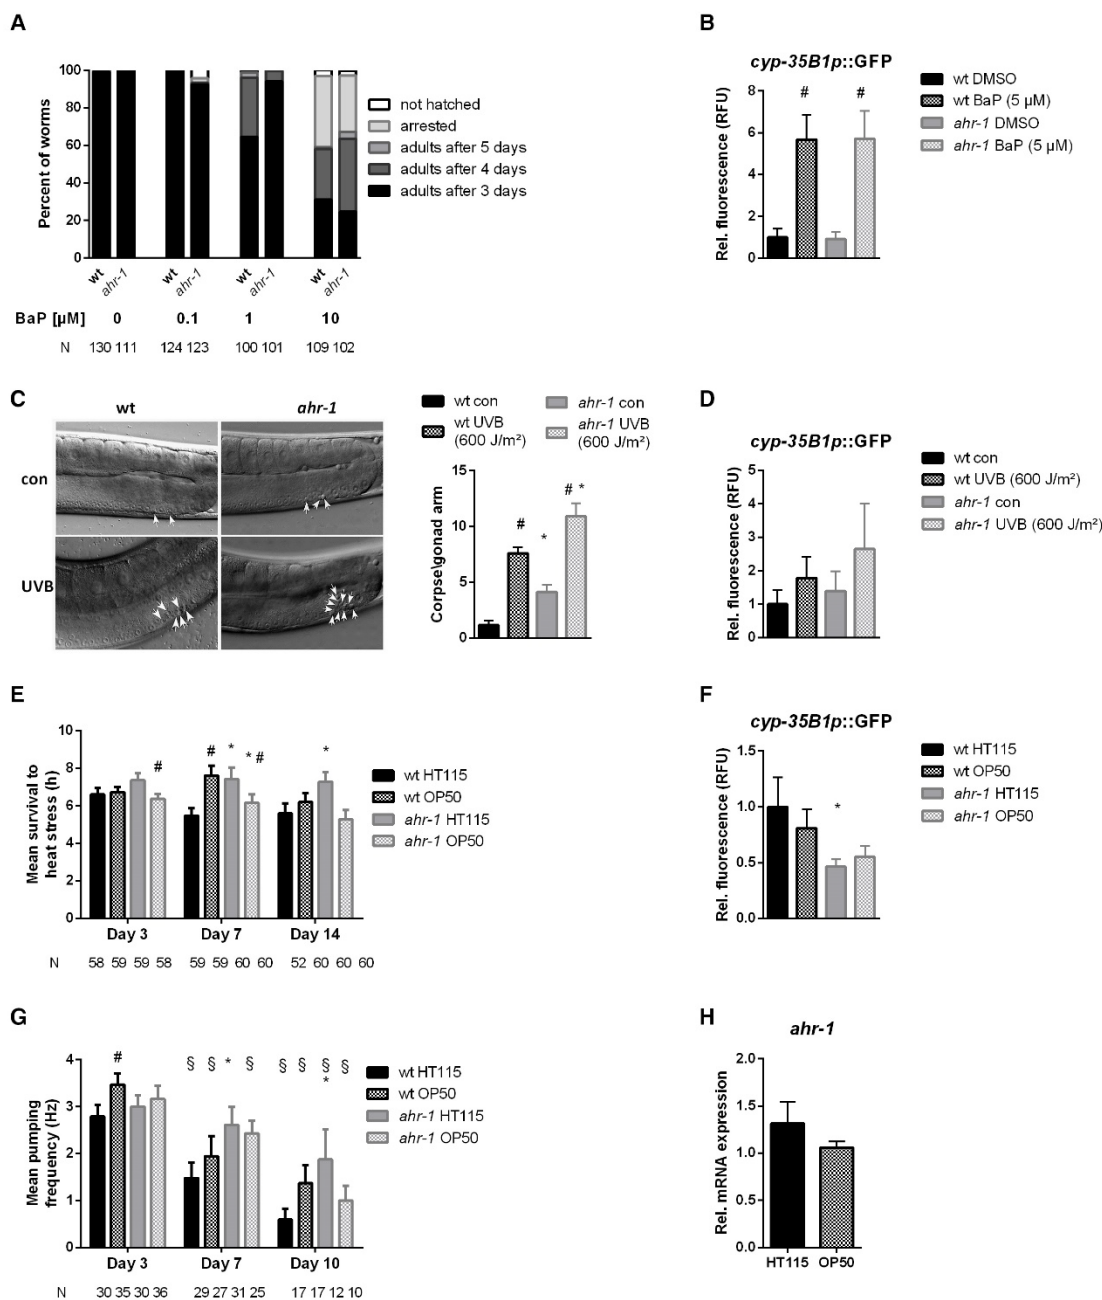 A
100
80
60
40
20
0
Percent of worms
not hatched
arrested
adults after 5 days
adults after 4 days
adults after 3 days
wt ahr-1 wt ahr-1 wt ahr-1 wt ahr-1
BaP [µM] 0 0.1 1 10
N 130 111 124 123 100 101 109 102
B
cyp-35B1p::GFP
Rel. fluorescence (RFU)
8
6
4
2
0
# #
wt DMSO
wt BaP (5 µM)
ahr-1 DMSO
ahr-1 BaP (5 µM)
C
wt ahr-1
con
UVB
wt con
wt UVB
(600 J/m²)
ahr-1 con
ahr-1 UVB
(600 J/m²)
Corpse\gonad arm
15
10
5
0
# * # *
D
cyp-35B1p::GFP
Rel. fluorescence (RFU)
5
4
3
2
1
0
wt con
wt UVB (600 J/m²)
ahr-1 con
ahr-1 UVB (600 J/m²)
E
Mean survival to
heat stress (h)
10
8
6
4
2
0
# # * * # *
wt HT115
wt OP50
ahr-1 HT115
ahr-1 OP50
Day 3 Day 7 Day 14
N 58 59 59 58 59 59 60 60 52 60 60 60
F
cyp-35B1p::GFP
Rel. fluorescence (RFU)
1.5
1.0
0.5
0.0
*
wt HT115
wt OP50
ahr-1 HT115
ahr-1 OP50
G
Mean pumping
frequency (Hz)
4
3
2
1
0
# § § * § § § § §
*
wt HT115
wt OP50
ahr-1 HT115
ahr-1 OP50
Day 3 Day 7 Day 10
N 30 35 30 36 29 27 31 25 17 17 12 10
H
ahr-1
Rel. mRNA expression
2.0
1.5
1.0
0.5
0.0
HT115 OP50